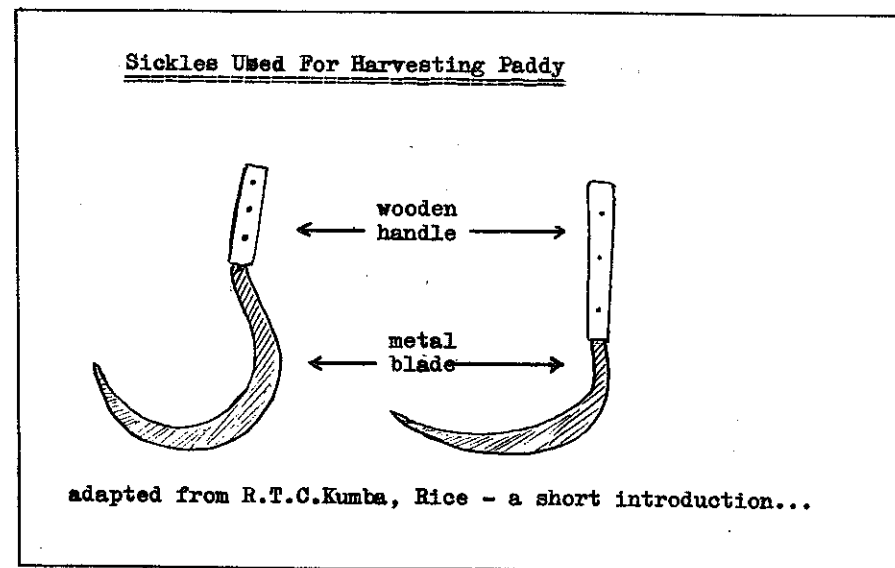 Sickles Used For Harvesting Paddy
wooden
handle
metal
blade
adapted from R.T.C.Kumba, Rice - a short introduction...